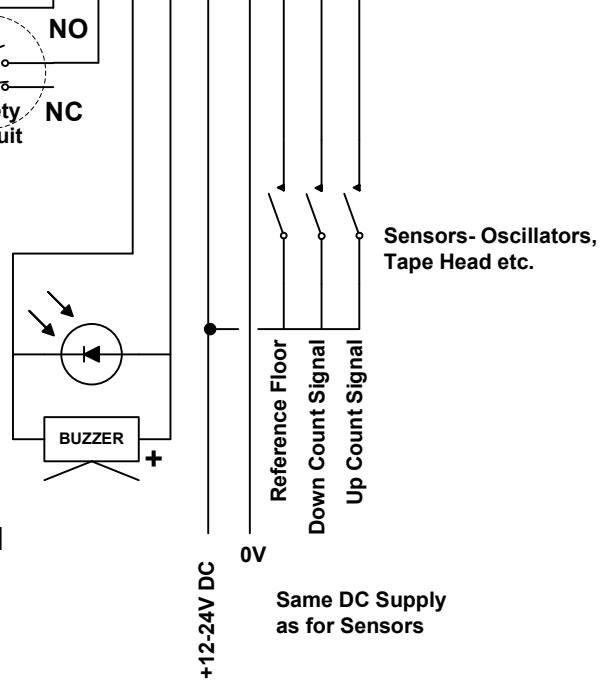 NO
NC
Sensors- Oscillators,
Tape Head etc.
Reference Floor
Down Count Signal
Up Count Signal
BUZZER
+
0V
+12-24V DC
Same DC Supply
as for Sensors